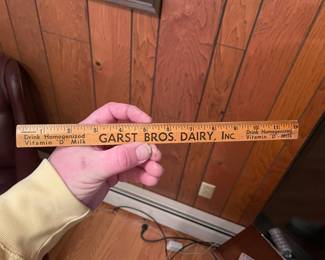 Drink Homogenized
Vitamin "D" Milk
GARST BROS. DAIRY, INC.
Drink Homogenized
Vitamin "D" Milk